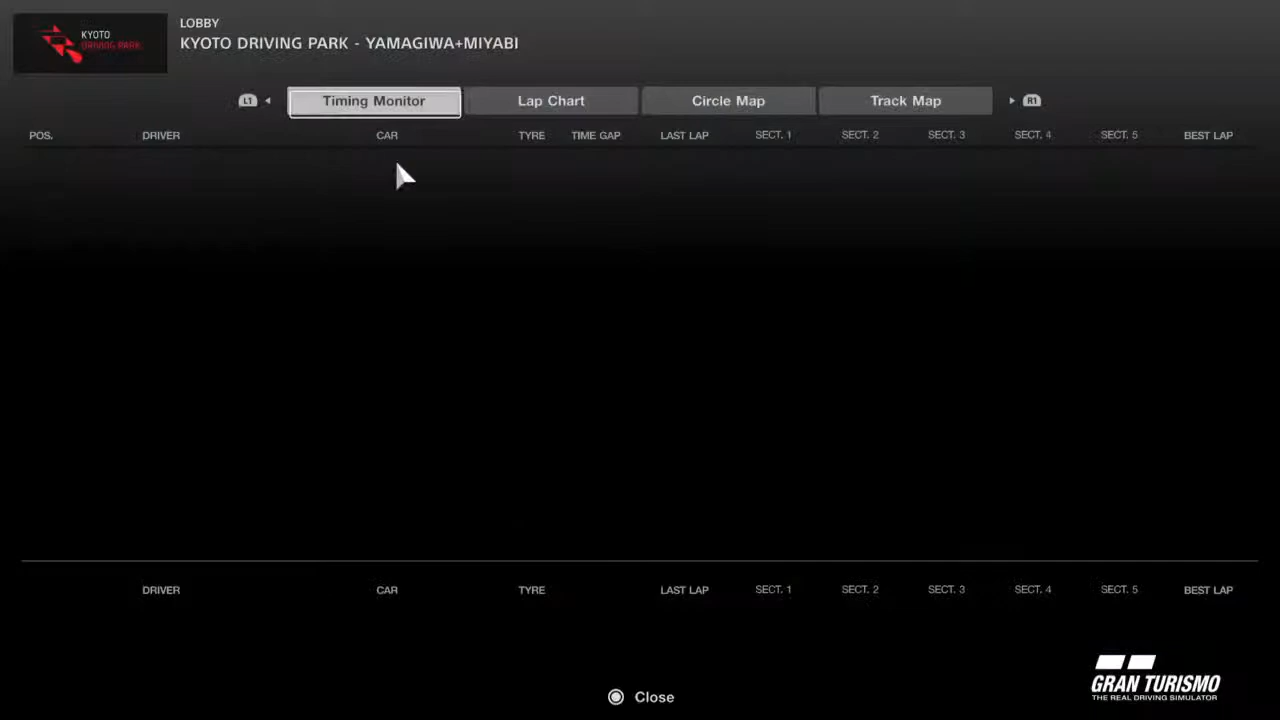 KYOTO
DRIVING PARK
LOBBY
KYOTO DRIVING PARK - YAMAGIWA+MIYABI
L1 Timing Monitor Lap Chart Circle Map Track Map R1
POS. DRIVER CAR TYRE TIME GAP LAST LAP SECT. 1 SECT. 2 SECT. 3 SECT. 4 SECT. 5 BEST LAP
DRIVER CAR TYRE LAST LAP SECT. 1 SECT. 2 SECT. 3 SECT. 4 SECT. 5 BEST LAP
GRAN TURISMO
THE REAL DRIVING SIMULATOR
Close